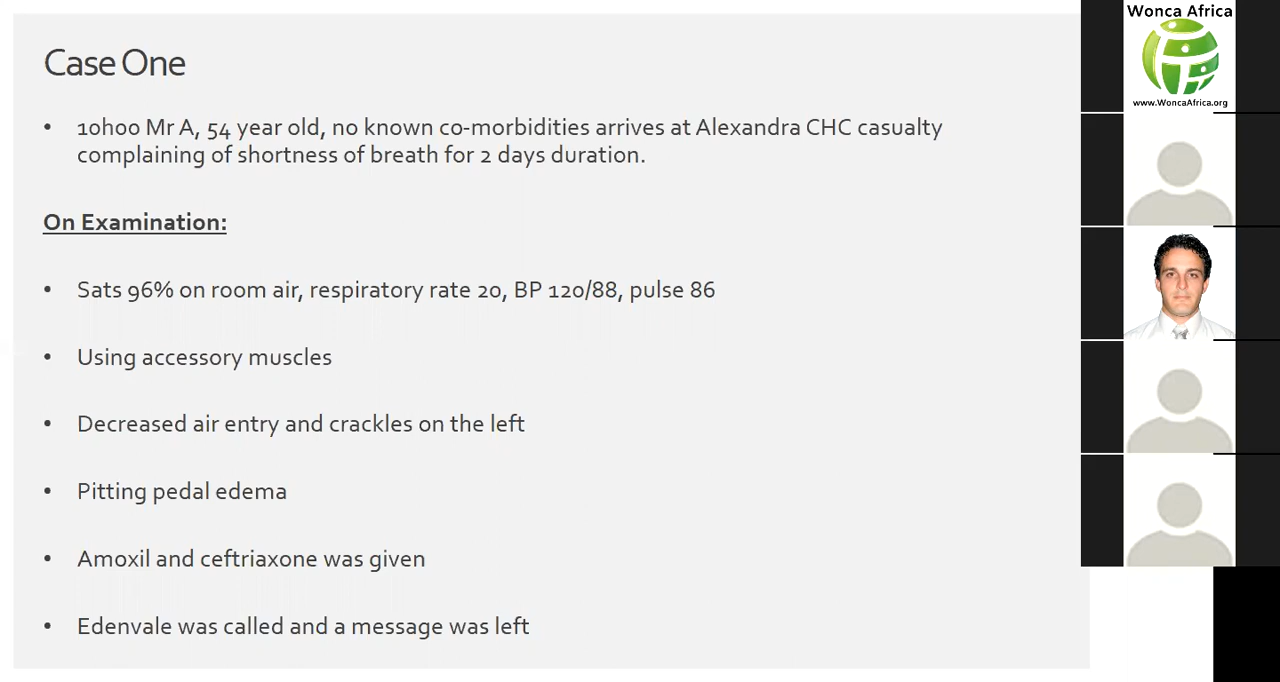 Case One
• 10h00 Mr A, 54 year old, no known co-morbidities arrives at Alexandra CHC casualty
complaining of shortness of breath for 2 days duration.
On Examination:
• Sats 96% on room air, respiratory rate 20, BP 120/88, pulse 86
• Using accessory muscles
• Decreased air entry and crackles on the left
• Pitting pedal edema
• Amoxil and ceftriaxone was given
• Edenvale was called and a message was left
Wonca Africa
www.WoncaAfrica.org